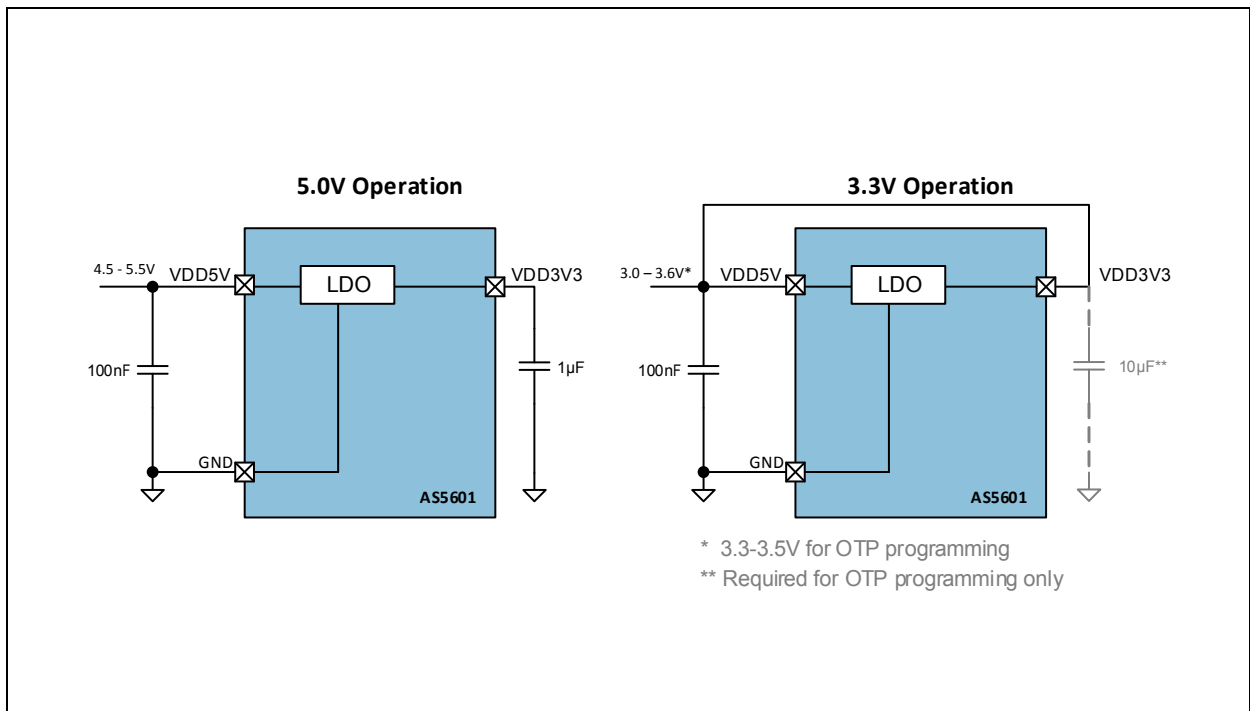 5.0V Operation
4.5 - 5.5V
VDD5V
LDO
VDD3V3
100nF
1µF
GND
AS5601
3.3V Operation
3.0 – 3.6V*
VDD5V
LDO
VDD3V3
100nF
10µF**
GND
AS5601
* 3.3-3.5V for OTP programming
** Required for OTP programming only